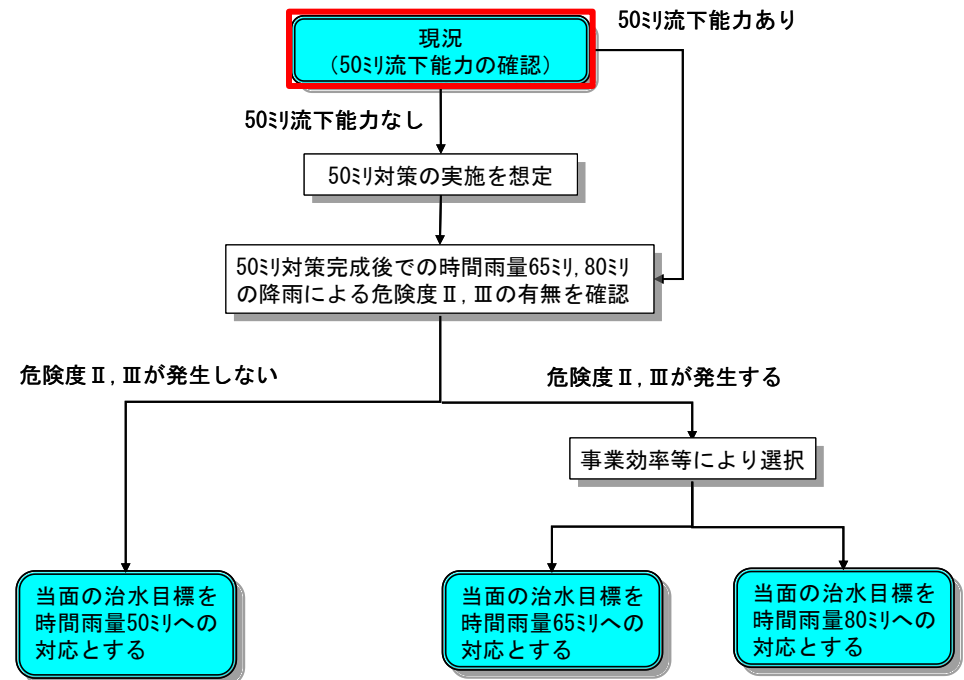 50ミリ流下能力あり
現況
(50ミリ流下能力の確認)
50ミリ流下能力なし
50ミリ対策の実施を想定
50ミリ対策完成後での時間雨量65ミリ,80ミリ
の降雨による危険度Ⅱ,Ⅲの有無を確認
危険度Ⅱ,Ⅲが発生しない
危険度Ⅱ,Ⅲが発生する
事業効率等により選択
当面の治水目標を
時間雨量50ミリへの
対応とする
当面の治水目標を
時間雨量65ミリへの
対応とする
当面の治水目標を
時間雨量80ミリへの
対応とする